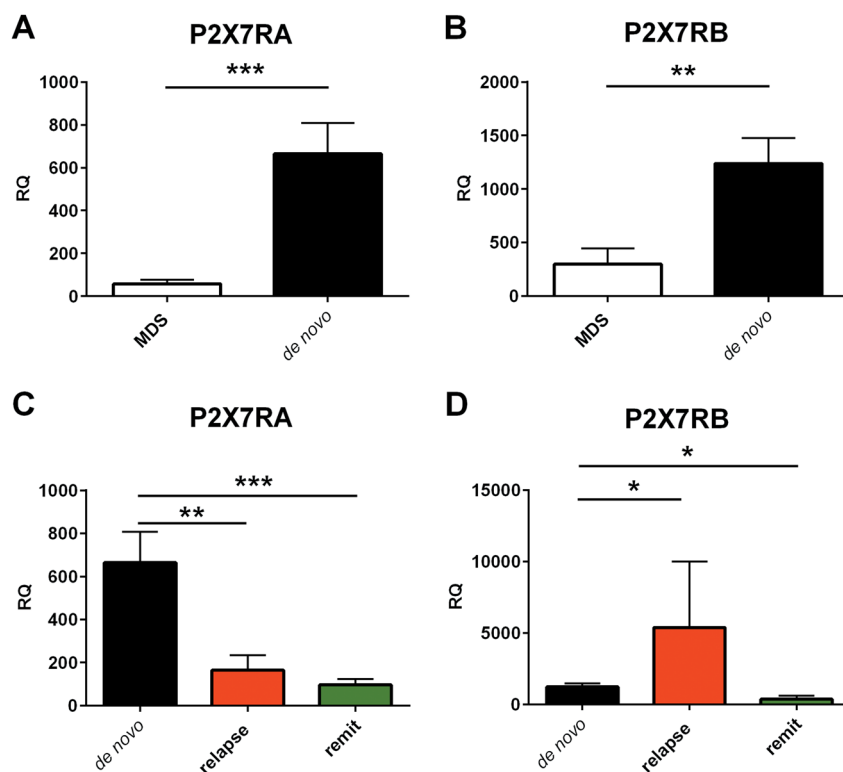 A
P2X7RA
***
1000
800
600
400
200
0
RQ
MDS
de novo
B
P2X7RB
**
2000
1500
1000
500
0
RQ
MDS
de novo
C
P2X7RA
***
**
1000
800
600
400
200
0
RQ
de novo
relapse
remit
D
P2X7RB
*
*
15000
10000
5000
0
RQ
de novo
relapse
remit